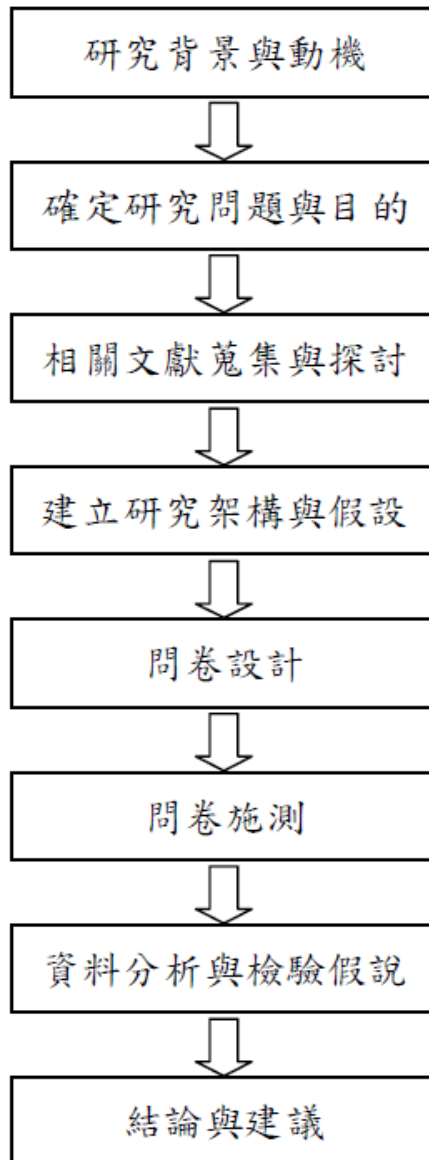 研究背景與動機
確定研究問題與目的
相關文獻蒐集與探討
建立研究架構與假設
問卷設計
問卷施測
資料分析與檢驗假說
結論與建議